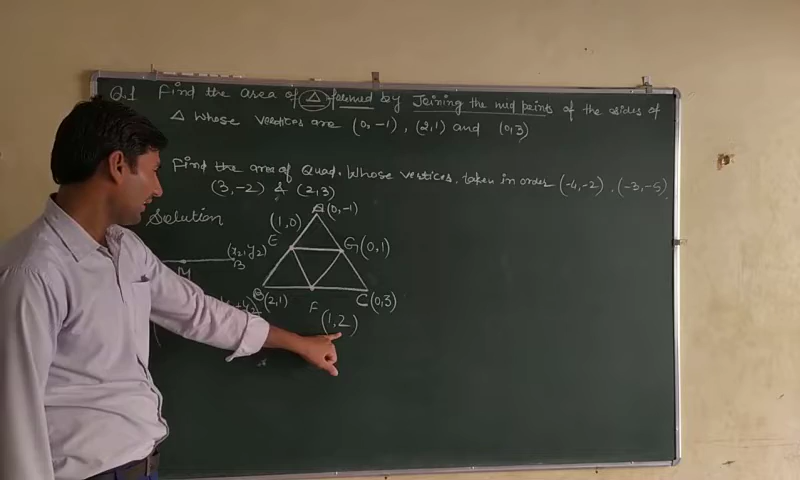 Q.1 Find the area of △ formed by Joining the mid points of the sides of
△ whose vertices are (0, -1), (2,1) and (0,3)
Find the area of Quad. Whose vertices, taken in order (-4,-2), (-3,-5)
(3,-2) & (2,3)
Solution
(0,-1)
(1,0)
E
G(0,1)
(x2,y2)
B
M
B(2,1)
F
C(0,3)
(1,2)